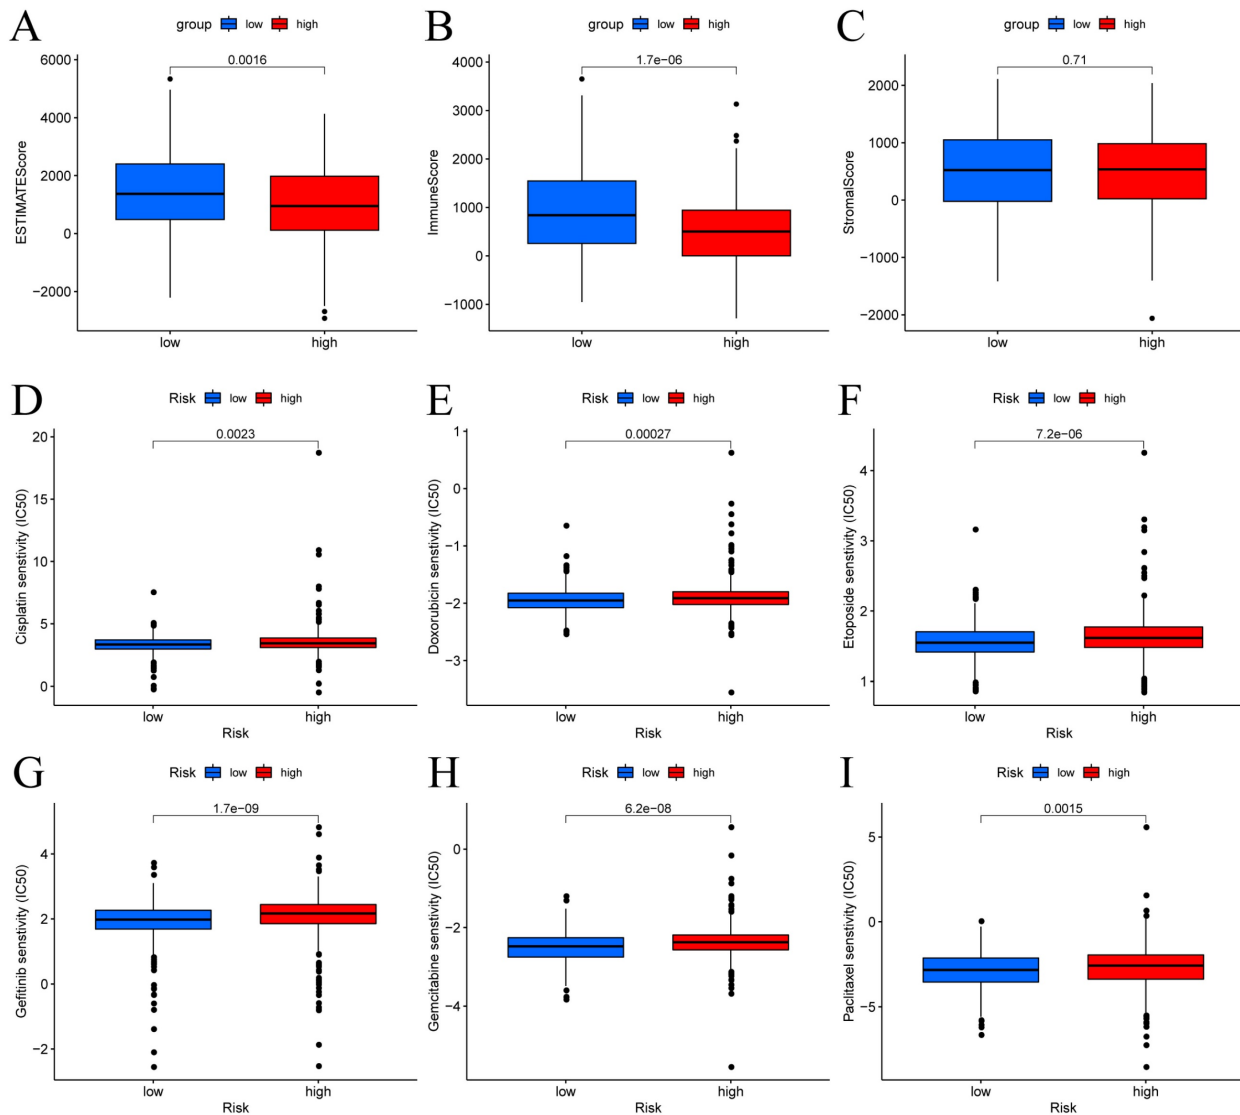 A
group low high
0.0016
ESTIMATEScore
6000
4000
2000
0
−2000
low high
B
group low high
1.7e−06
ImmuneScore
4000
3000
2000
1000
0
−1000
low high
C
group low high
0.71
StromalScore
2000
1000
0
−1000
−2000
low high
D
Risk low high
0.0023
Cisplatin senstivity (IC50)
20
15
10
5
0
low high
Risk
E
Risk low high
0.00027
Doxorubicin senstivity (IC50)
1
0
−1
−2
−3
low high
Risk
F
Risk low high
7.2e−06
Etoposide senstivity (IC50)
4
3
2
1
low high
Risk
G
Risk low high
1.7e−09
Gefitinib senstivity (IC50)
4
2
0
−2
low high
Risk
H
Risk low high
6.2e−08
Gemcitabine senstivity (IC50)
0
−2
−4
low high
Risk
I
Risk low high
0.0015
Paclitaxel senstivity (IC50)
5
0
−5
low high
Risk